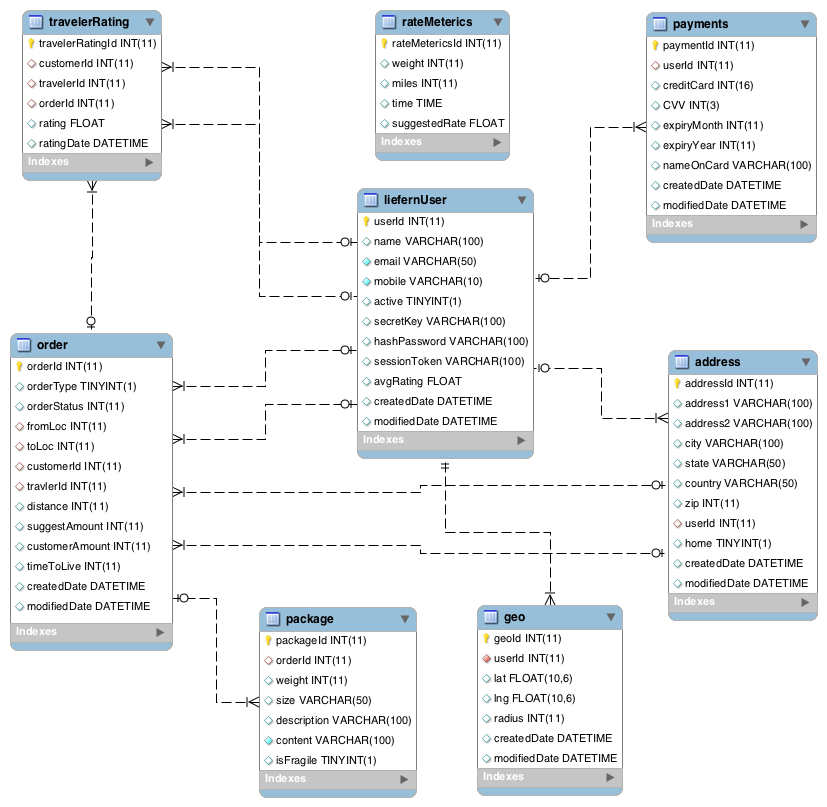 travelerRating
travelerRatingId INT(11)
customerId INT(11)
travelerId INT(11)
orderId INT(11)
rating FLOAT
ratingDate DATETIME
Indexes
rateMeterics
rateMetericsId INT(11)
weight INT(11)
miles INT(11)
time TIME
suggestedRate FLOAT
Indexes
payments
paymentId INT(11)
userId INT(11)
creditCard INT(16)
CVV INT(3)
expiryMonth INT(11)
expiryYear INT(11)
nameOnCard VARCHAR(100)
createdDate DATETIME
modifiedDate DATETIME
Indexes
liefernUser
userId INT(11)
name VARCHAR(100)
email VARCHAR(50)
mobile VARCHAR(10)
active TINYINT(1)
secretKey VARCHAR(100)
hashPassword VARCHAR(100)
sessionToken VARCHAR(100)
avgRating FLOAT
createdDate DATETIME
modifiedDate DATETIME
Indexes
order
orderId INT(11)
orderType TINYINT(1)
orderStatus INT(11)
fromLoc INT(11)
toLoc INT(11)
customerId INT(11)
travlerId INT(11)
distance INT(11)
suggestAmount INT(11)
customerAmount INT(11)
timeToLive INT(11)
createdDate DATETIME
modifiedDate DATETIME
Indexes
address
addressId INT(11)
address1 VARCHAR(100)
address2 VARCHAR(100)
city VARCHAR(100)
state VARCHAR(50)
country VARCHAR(50)
zip INT(11)
userId INT(11)
home TINYINT(1)
createdDate DATETIME
modifiedDate DATETIME
Indexes
package
packageId INT(11)
orderId INT(11)
weight INT(11)
size VARCHAR(50)
description VARCHAR(100)
content VARCHAR(100)
isFragile TINYINT(1)
Indexes
geo
geoId INT(11)
userId INT(11)
lat FLOAT(10,6)
lng FLOAT(10,6)
radius INT(11)
createdDate DATETIME
modifiedDate DATETIME
Indexes